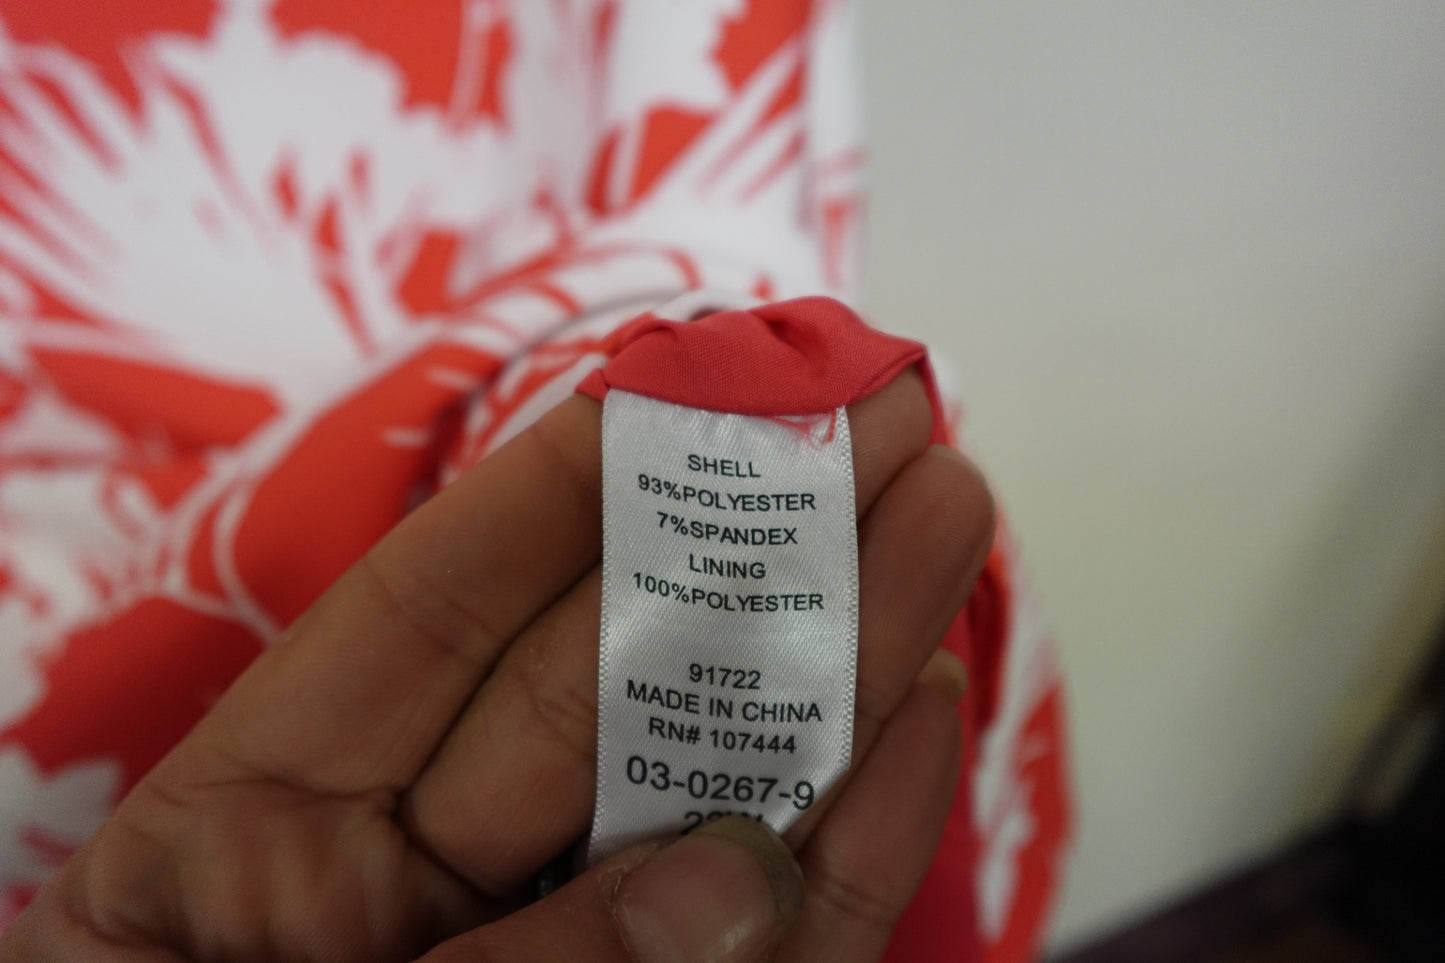 SHELL
93%POLYESTER
7%SPANDEX
LINING
100%POLYESTER
91722
MADE IN CHINA
RN# 107444
03-0267-9